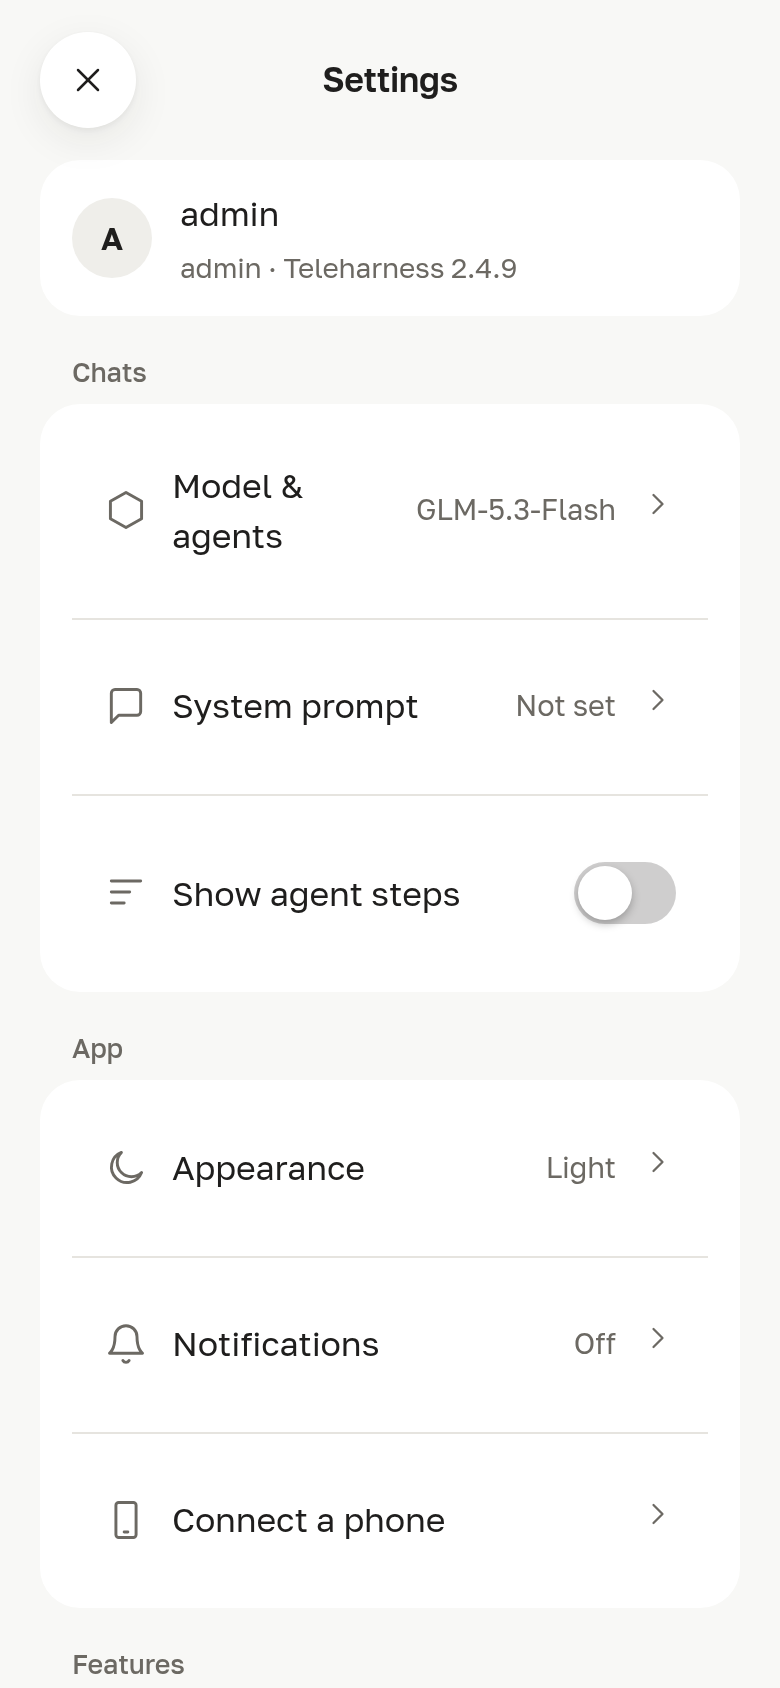 Settings
A
admin
admin · Teleharness 2.4.9
Chats
Model &
agents
GLM-5.3-Flash
System prompt
Not set
Show agent steps
App
Appearance
Light
Notifications
Off
Connect a phone
Features